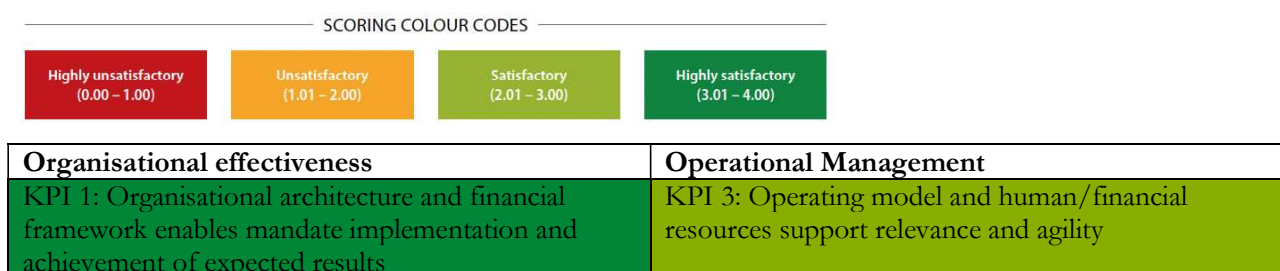 SCORING COLOUR CODES
Highly unsatisfactory
(0.00 – 1.00)
Unsatisfactory
(1.01 – 2.00)
Satisfactory
(2.01 – 3.00)
Highly satisfactory
(3.01 – 4.00)
Organisational effectiveness
Operational Management
KPI 1: Organisational architecture and financial
framework enables mandate implementation and
achievement of expected results
KPI 3: Operating model and human/financial
resources support relevance and agility